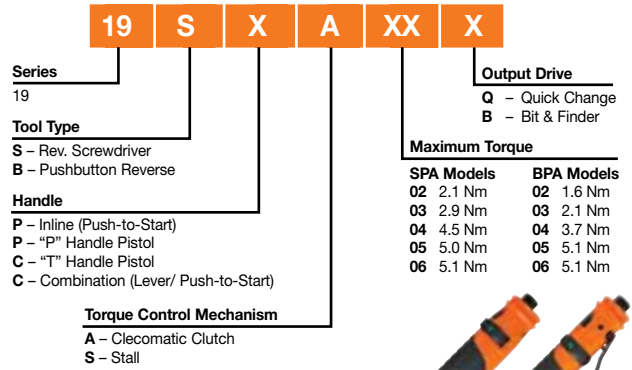 19 S X A XX X
Series
19
Tool Type
S – Rev. Screwdriver
B – Pushbutton Reverse
Handle
P – Inline (Push-to-Start)
P – “P” Handle Pistol
C – “T” Handle Pistol
C – Combination (Lever/ Push-to-Start)
Torque Control Mechanism
A – Clecomatic Clutch
S – Stall
Output Drive
Q – Quick Change
B – Bit & Finder
Maximum Torque
SPA Models BPA Models
02 2.1 Nm 02 1.6 Nm
03 2.9 Nm 03 2.1 Nm
04 4.5 Nm 04 3.7 Nm
05 5.0 Nm 05 5.1 Nm
06 5.1 Nm 06 5.1 Nm